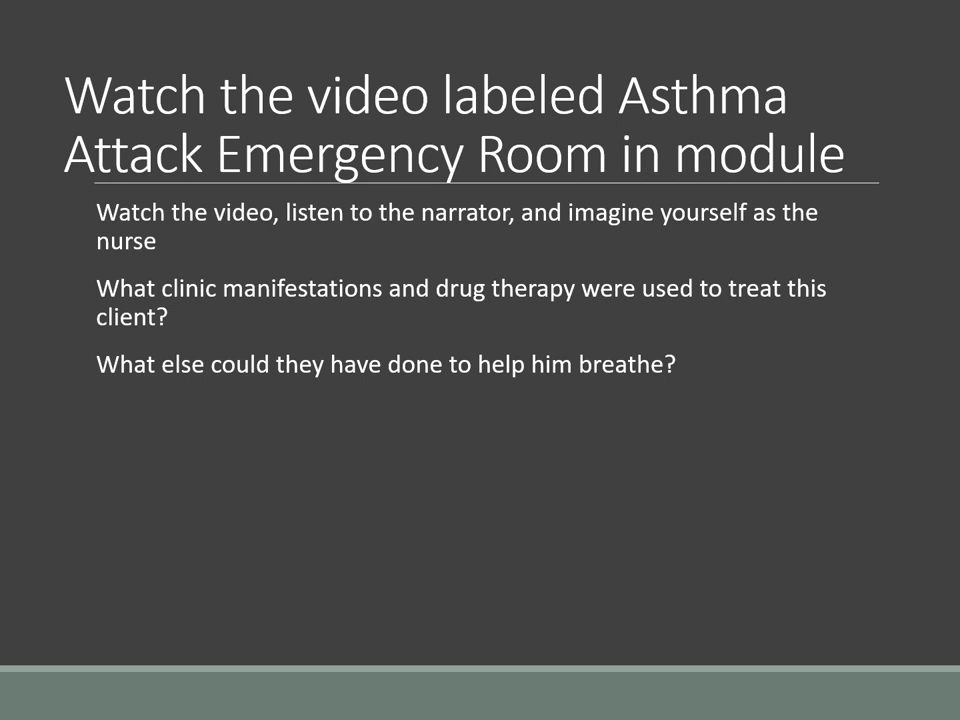 Watch the video labeled Asthma
Attack Emergency Room in module
Watch the video, listen to the narrator, and imagine yourself as the
nurse
What clinic manifestations and drug therapy were used to treat this
client?
What else could they have done to help him breathe?